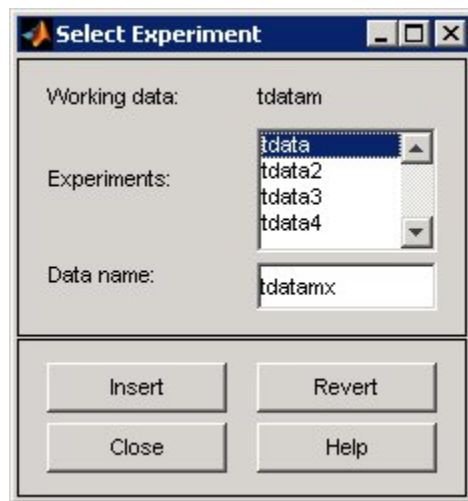 Select Experiment
Working data: tdatam
Experiments:
tdata
tdata2
tdata3
tdata4
Data name: tdatamx
Insert Revert
Close Help